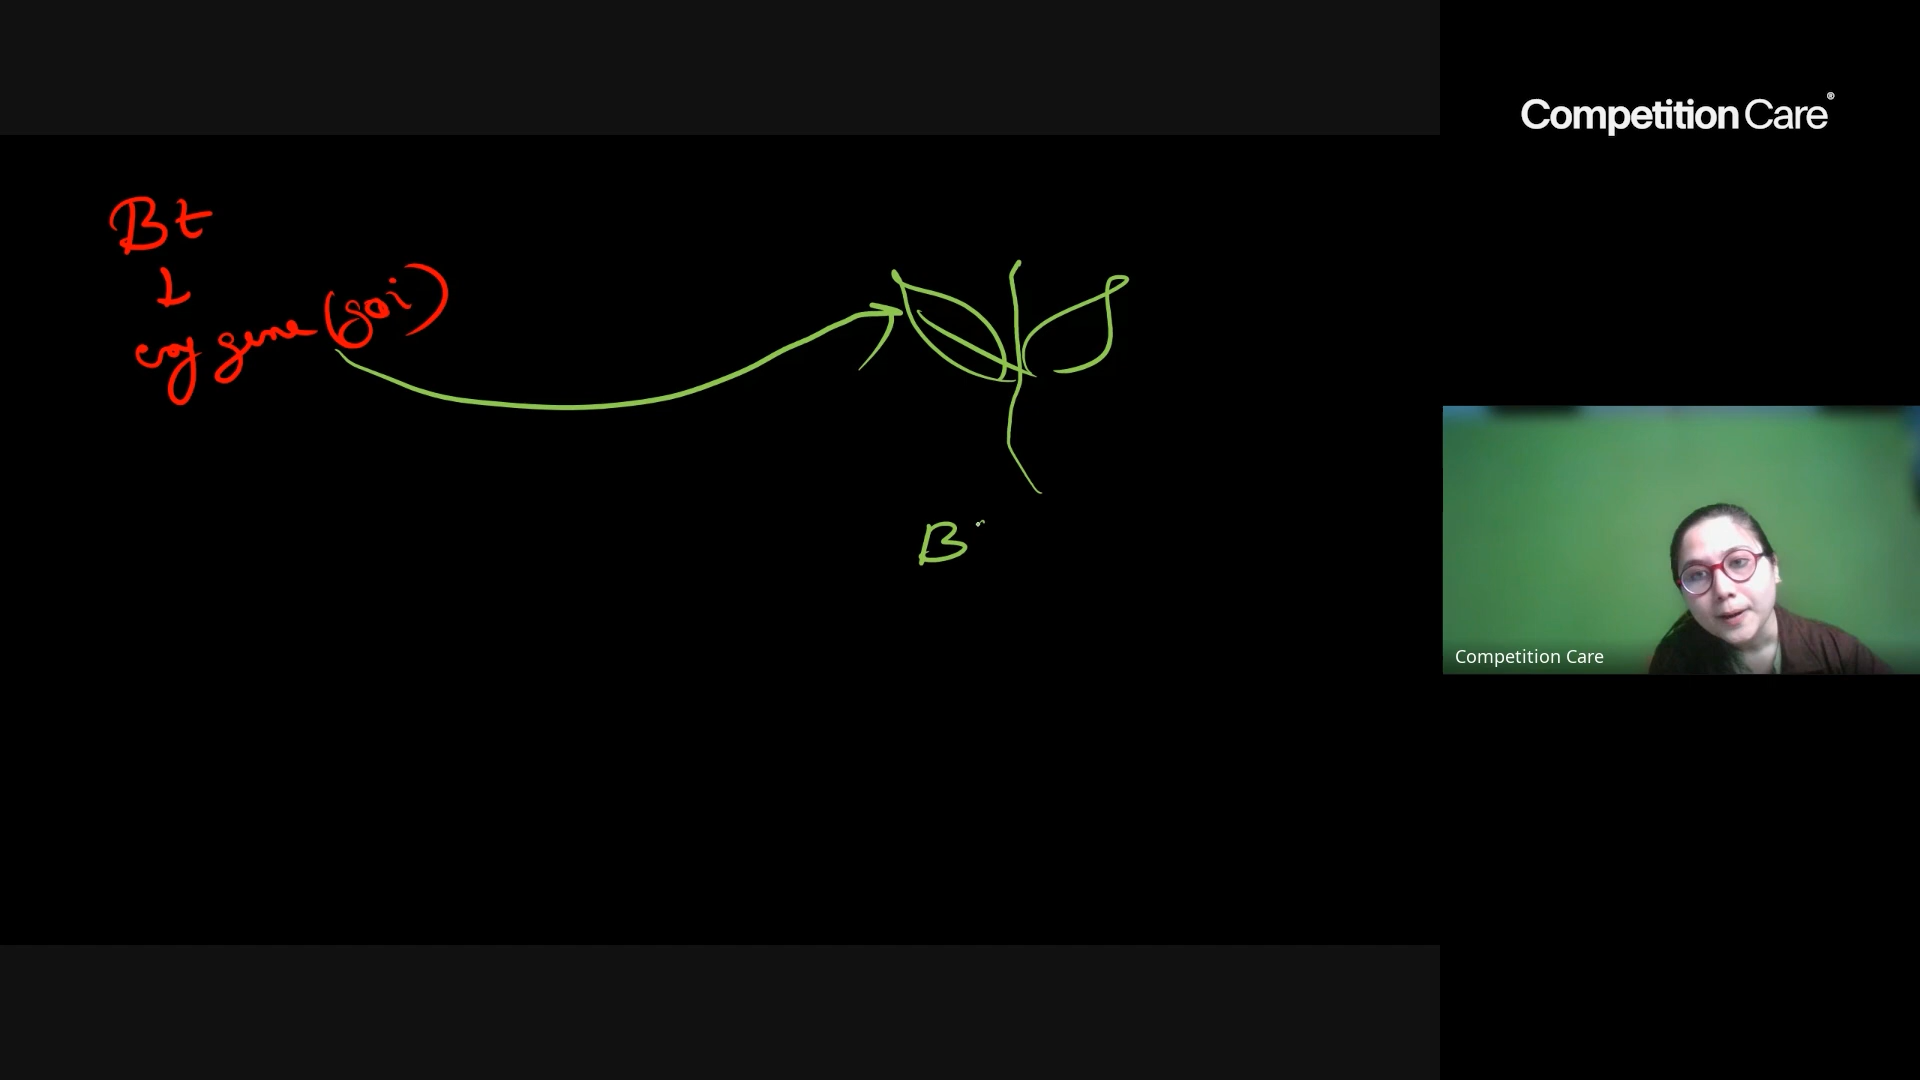 Competition Care®
Bt
cry gene (goi)
B
Competition Care